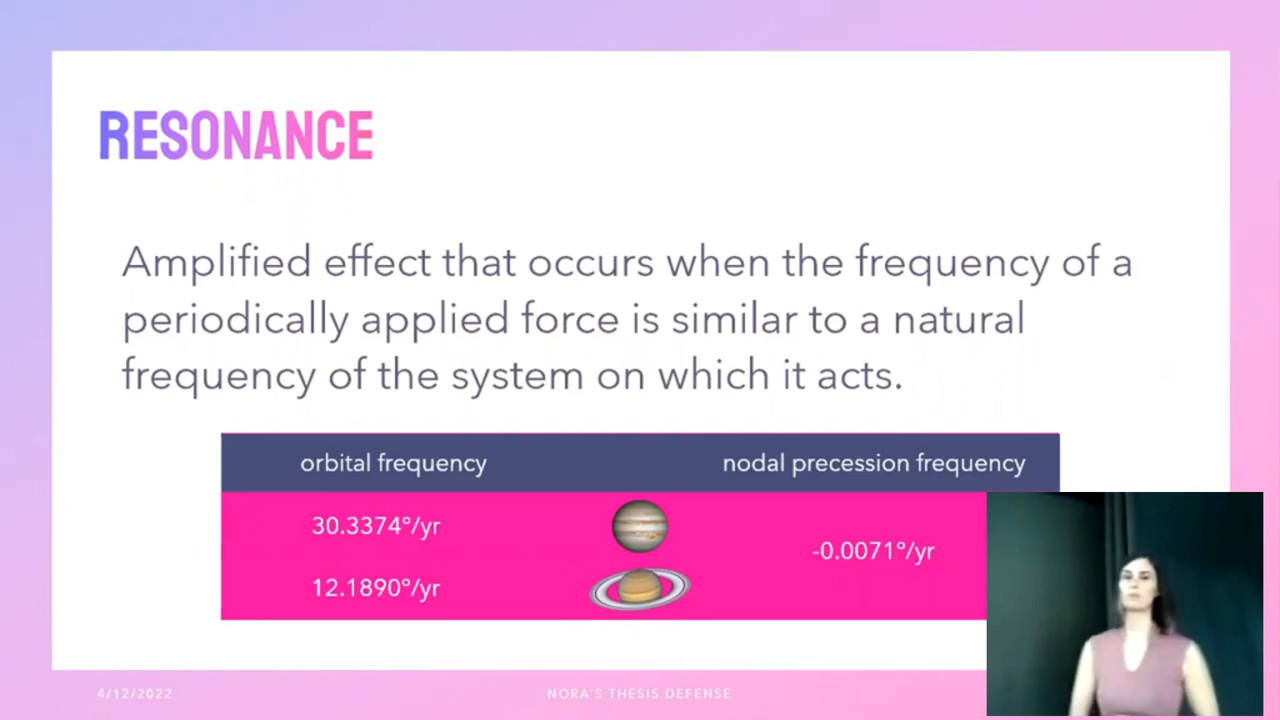 RESONANCE
Amplified effect that occurs when the frequency of a
periodically applied force is similar to a natural
frequency of the system on which it acts.
orbital frequency nodal precession frequency
30.3374°/yr
-0.0071°/yr
12.1890°/yr
4/12/2022 NORA'S THESIS DEFENSE